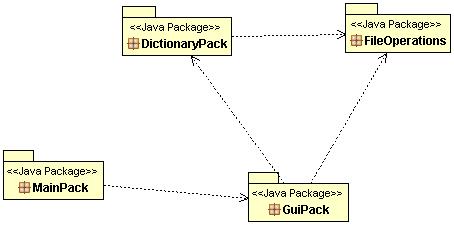 <<Java Package>>
DictionaryPack
<<Java Package>>
FileOperations
<<Java Package>>
MainPack
<<Java Package>>
GuiPack